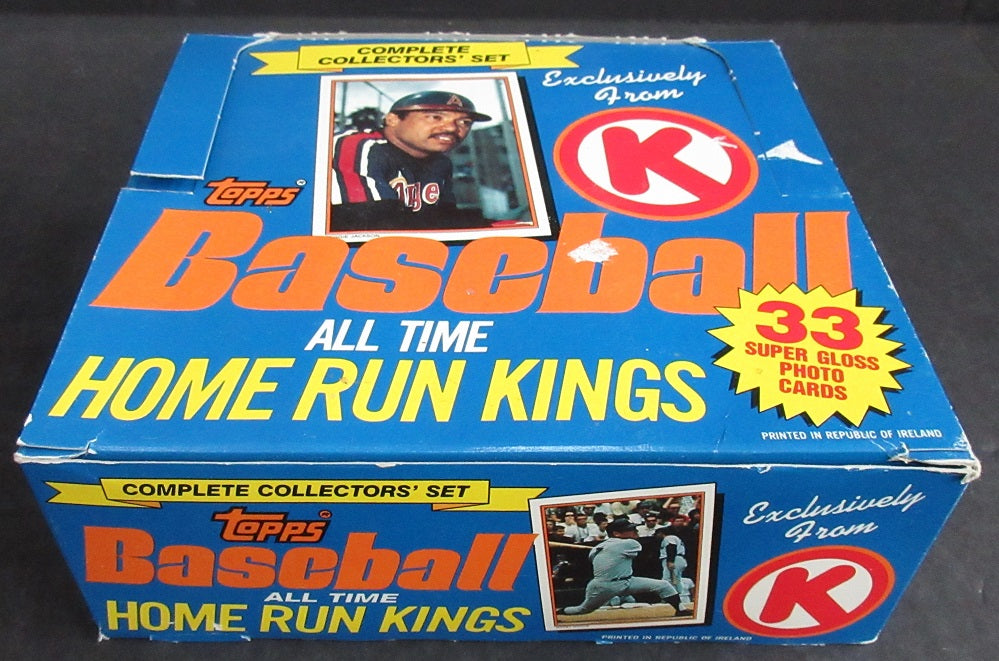 COMPLETE
COLLECTORS' SET
Exclusively
From
K
A
Ange
JACKSON
TOPPS
Baseball
ALL TIME
HOME RUN KINGS
33
SUPER GLOSS
PHOTO
CARDS
PRINTED IN REPUBLIC OF IRELAND
COMPLETE COLLECTORS' SET
TOPPS
Baseball
ALL TIME
HOME RUN KINGS
Exclusively
From
K
PRINTED IN REPUBLIC OF IRELAND